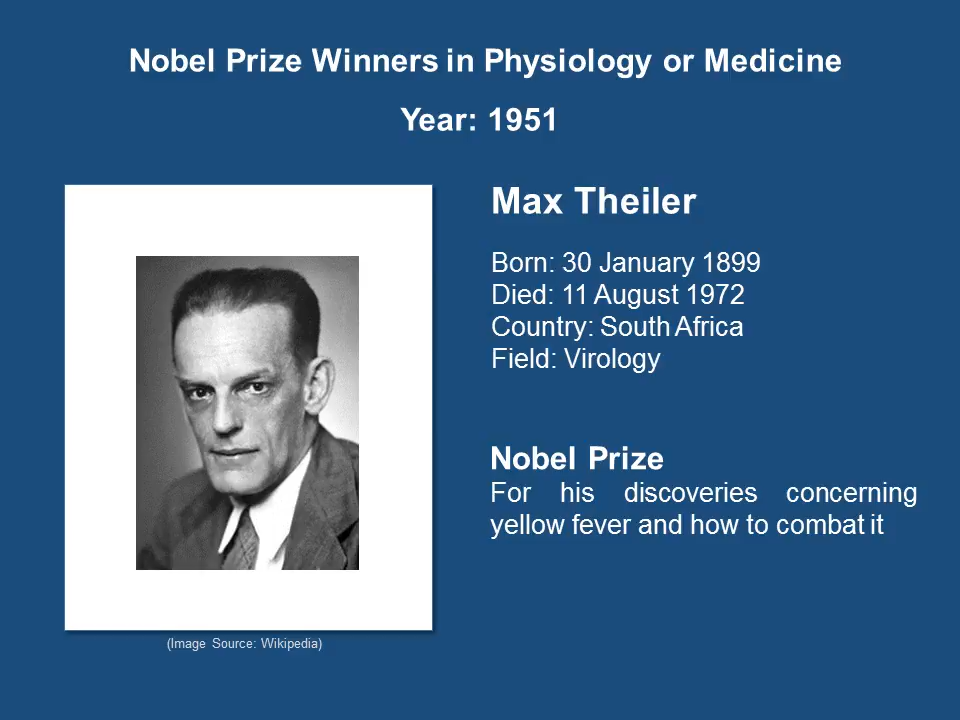 Nobel Prize Winners in Physiology or Medicine
Year: 1951
Max Theiler
Born: 30 January 1899
Died: 11 August 1972
Country: South Africa
Field: Virology
Nobel Prize
For his discoveries concerning
yellow fever and how to combat it
(Image Source: Wikipedia)